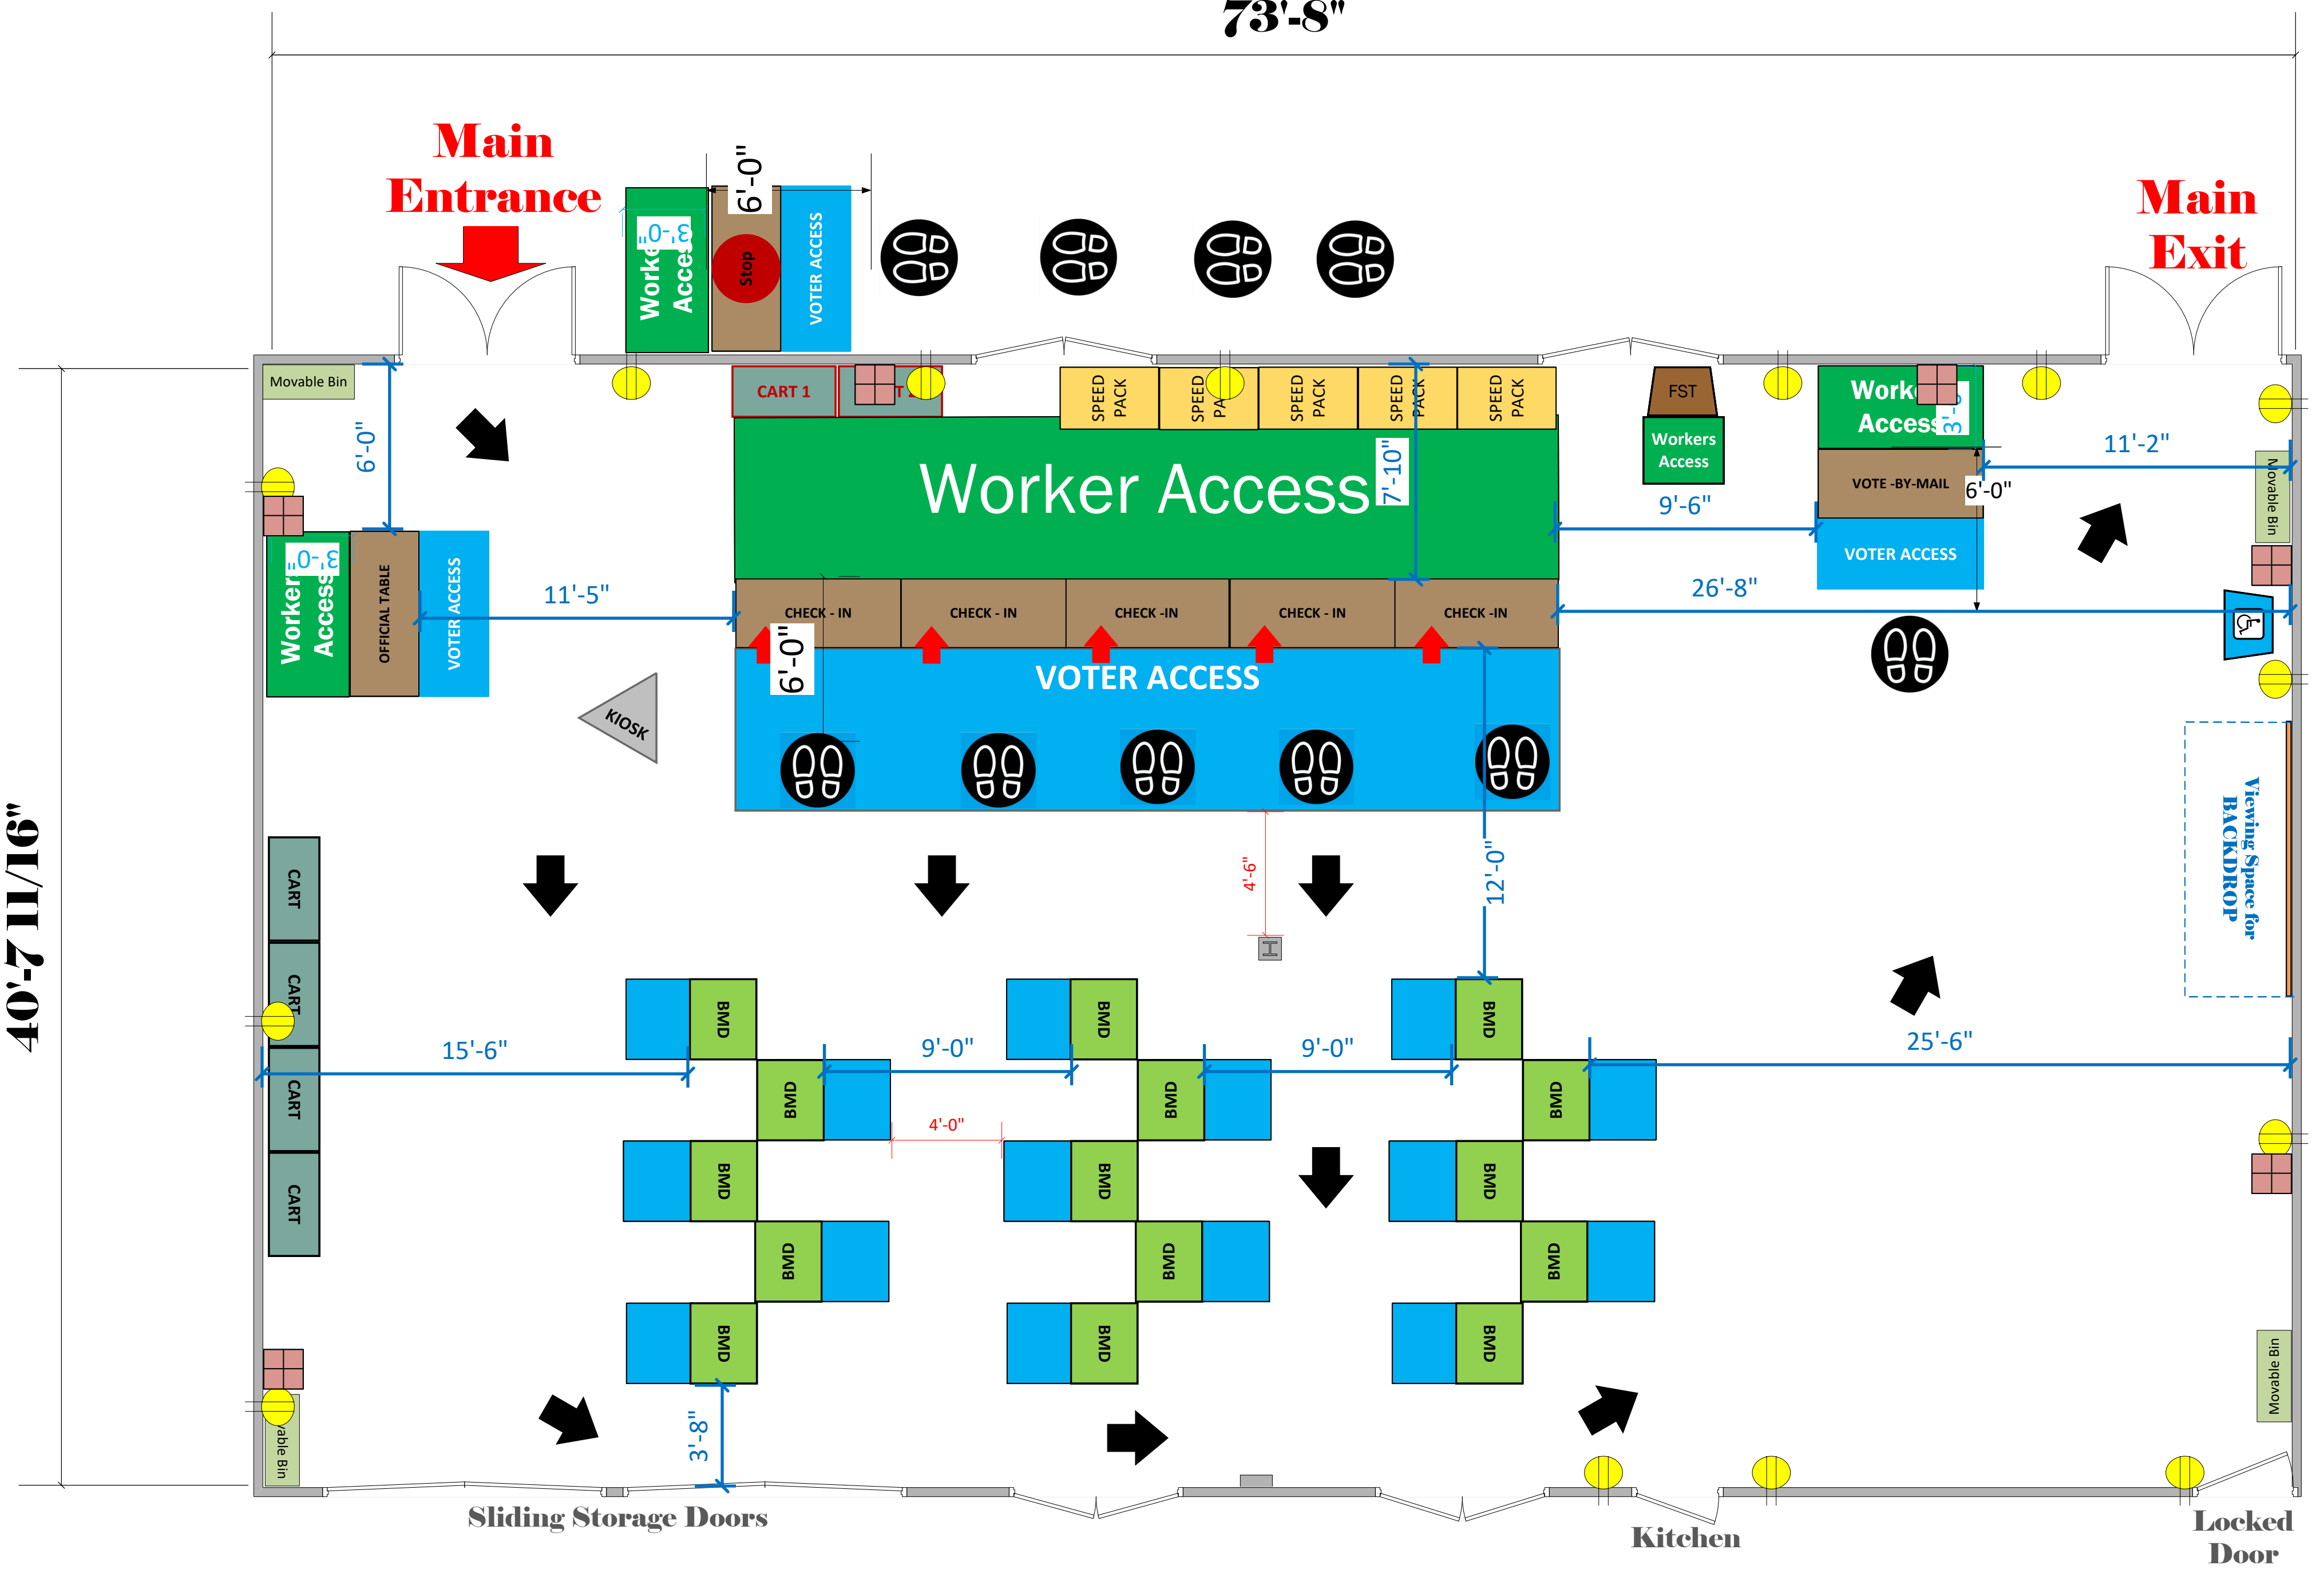 73'-8"
Main
Entrance
Main
Exit
6'-0"
3'-0"
Worke
Access
Stop
VOTER ACCESS
Movable Bin
CART 1
SPEED
PACK
SPEED
PA
SPEED
PACK
SPEED
PACK
SPEED
PACK
FST
Workers
Access
Work
Access
3'-
VOTE -BY-MAIL
6'-0"
VOTER ACCESS
11'-2"
Movable Bin
6'-0"
Worker Access
7'-10"
9'-6"
3'-0"
Worker
Access
OFFICIAL TABLE
VOTER ACCESS
11'-5"
CHECK - IN
CHECK - IN
CHECK -IN
CHECK - IN
CHECK -IN
26'-8"
6'-0"
VOTER ACCESS
KIOSK
Viewing Space for
BACKDROP
40'-7 11/16"
4'-6"
12'-0"
CART
CART
CART
CART
BMD
BMD
BMD
15'-6"
9'-0"
9'-0"
25'-6"
BMD
BMD
BMD
4'-0"
BMD
BMD
BMD
BMD
BMD
BMD
BMD
BMD
BMD
Movable Bin
3'-8"
vable Bin
Sliding Storage Doors
Kitchen
Locked
Door